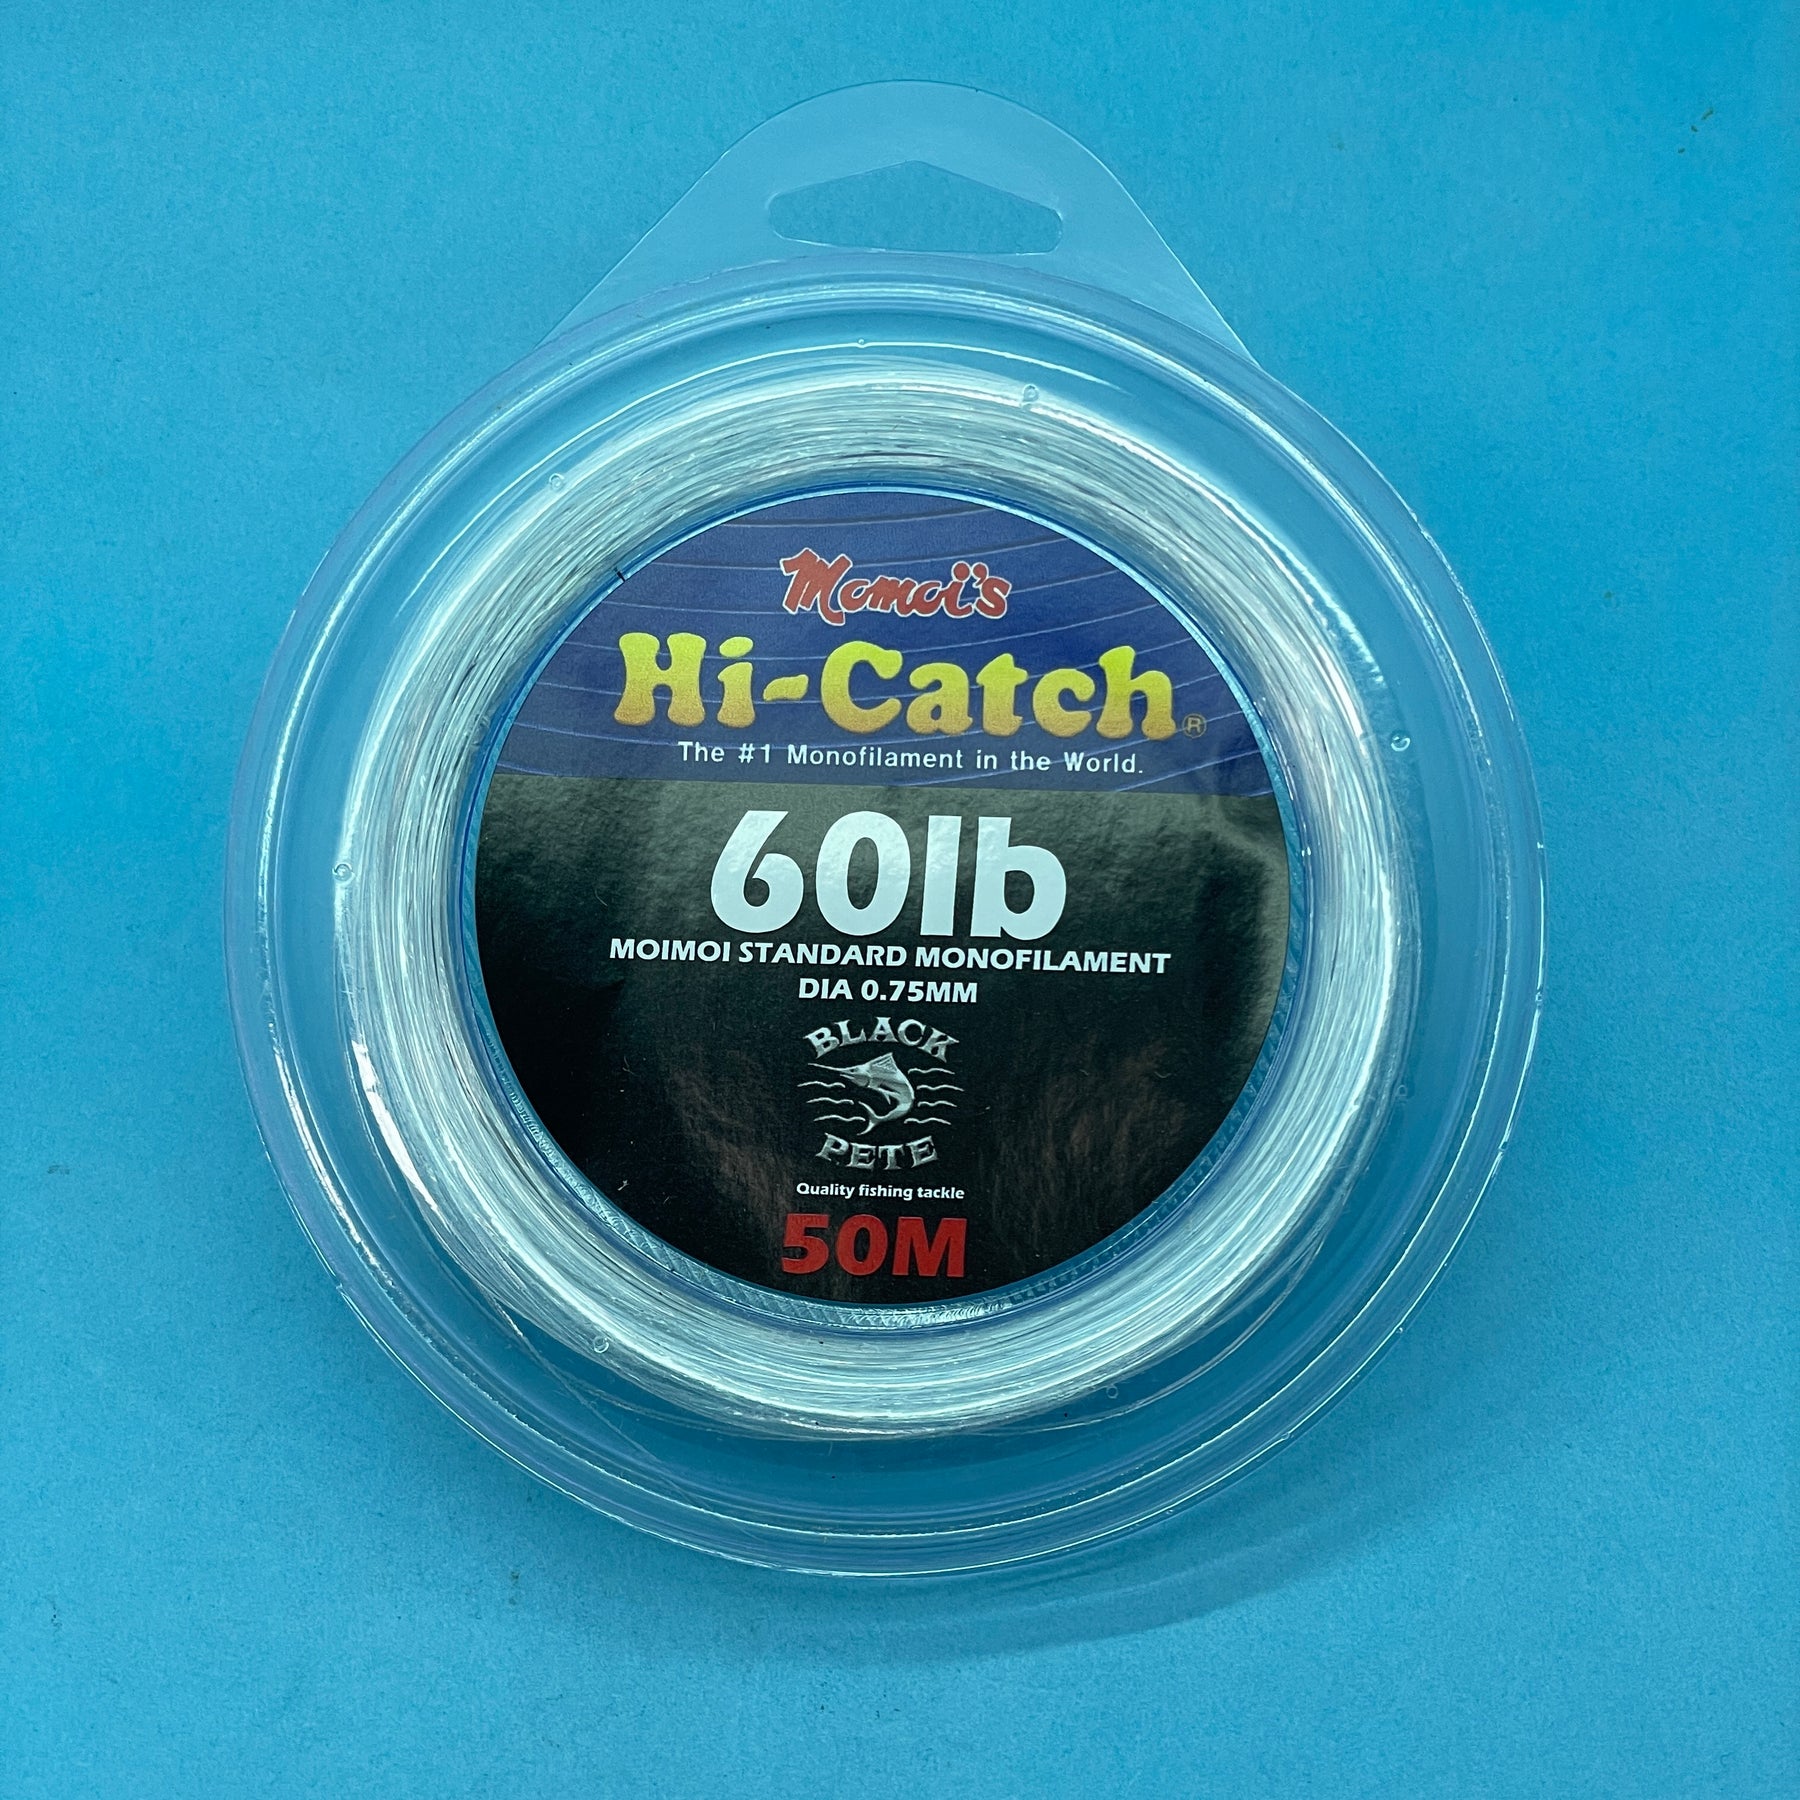 Momoi's
Hi-Catch®
The #1 Monofilament in the World.
60lb
MOIMOI STANDARD MONOFILAMENT
DIA 0.75MM
BLACK
PETE
Quality fishing tackle
50M